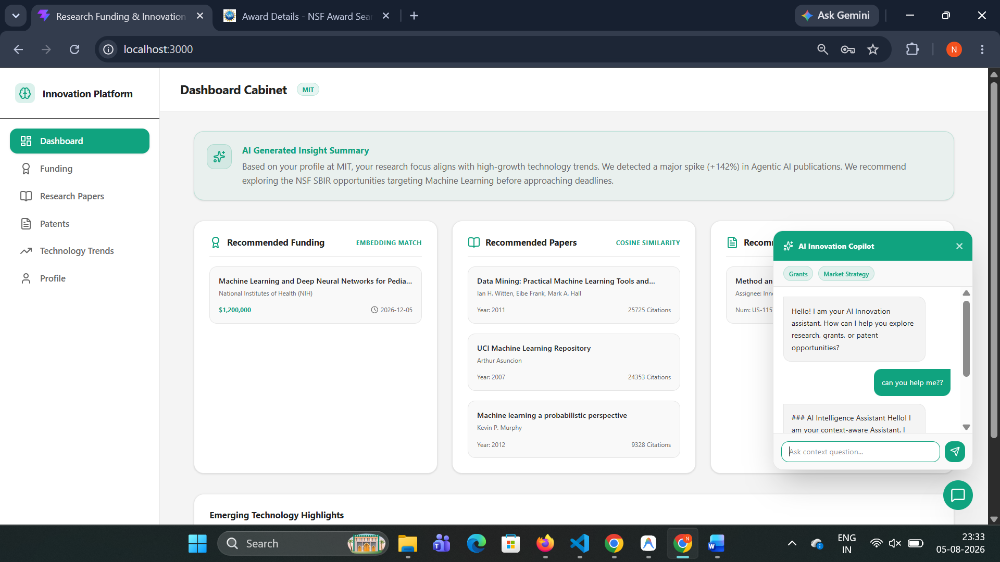 Research Funding & Innovation
Award Details - NSF Award Sear
Ask Gemini
localhost:3000
N
Innovation Platform
Dashboard
Funding
Research Papers
Patents
Technology Trends
Profile
Dashboard Cabinet
MIT
AI Generated Insight Summary
Based on your profile at MIT, your research focus aligns with high-growth technology trends. We detected a major spike (+142%) in Agentic AI publications. We recommend
exploring the NSF SBIR opportunities targeting Machine Learning before approaching deadlines.
Recommended Funding
EMBEDDING MATCH
Machine Learning and Deep Neural Networks for Pedia...
National Institutes of Health (NIH)
$1,200,000
2026-12-05
Recommended Papers
COSINE SIMILARITY
Data Mining: Practical Machine Learning Tools and...
Ian H. Witten, Eibe Frank, Mark A. Hall
Year: 2011
25725 Citations
UCI Machine Learning Repository
Arthur Asuncion
Year: 2007
24353 Citations
Machine learning a probabilistic perspective
Kevin P. Murphy
Year: 2012
9328 Citations
Recom
Method an
Assignee: Inn
Num: US-115
AI Innovation Copilot
Grants
Market Strategy
Hello! I am your AI Innovation
assistant. How can I help you explore
research, grants, or patent
opportunities?
can you help me??
### AI Intelligence Assistant Hello! I
am your context-aware Assistant. I
Ask context question...
Emerging Technology Highlights
Search
ENG
IN
23:33
05-08-2026